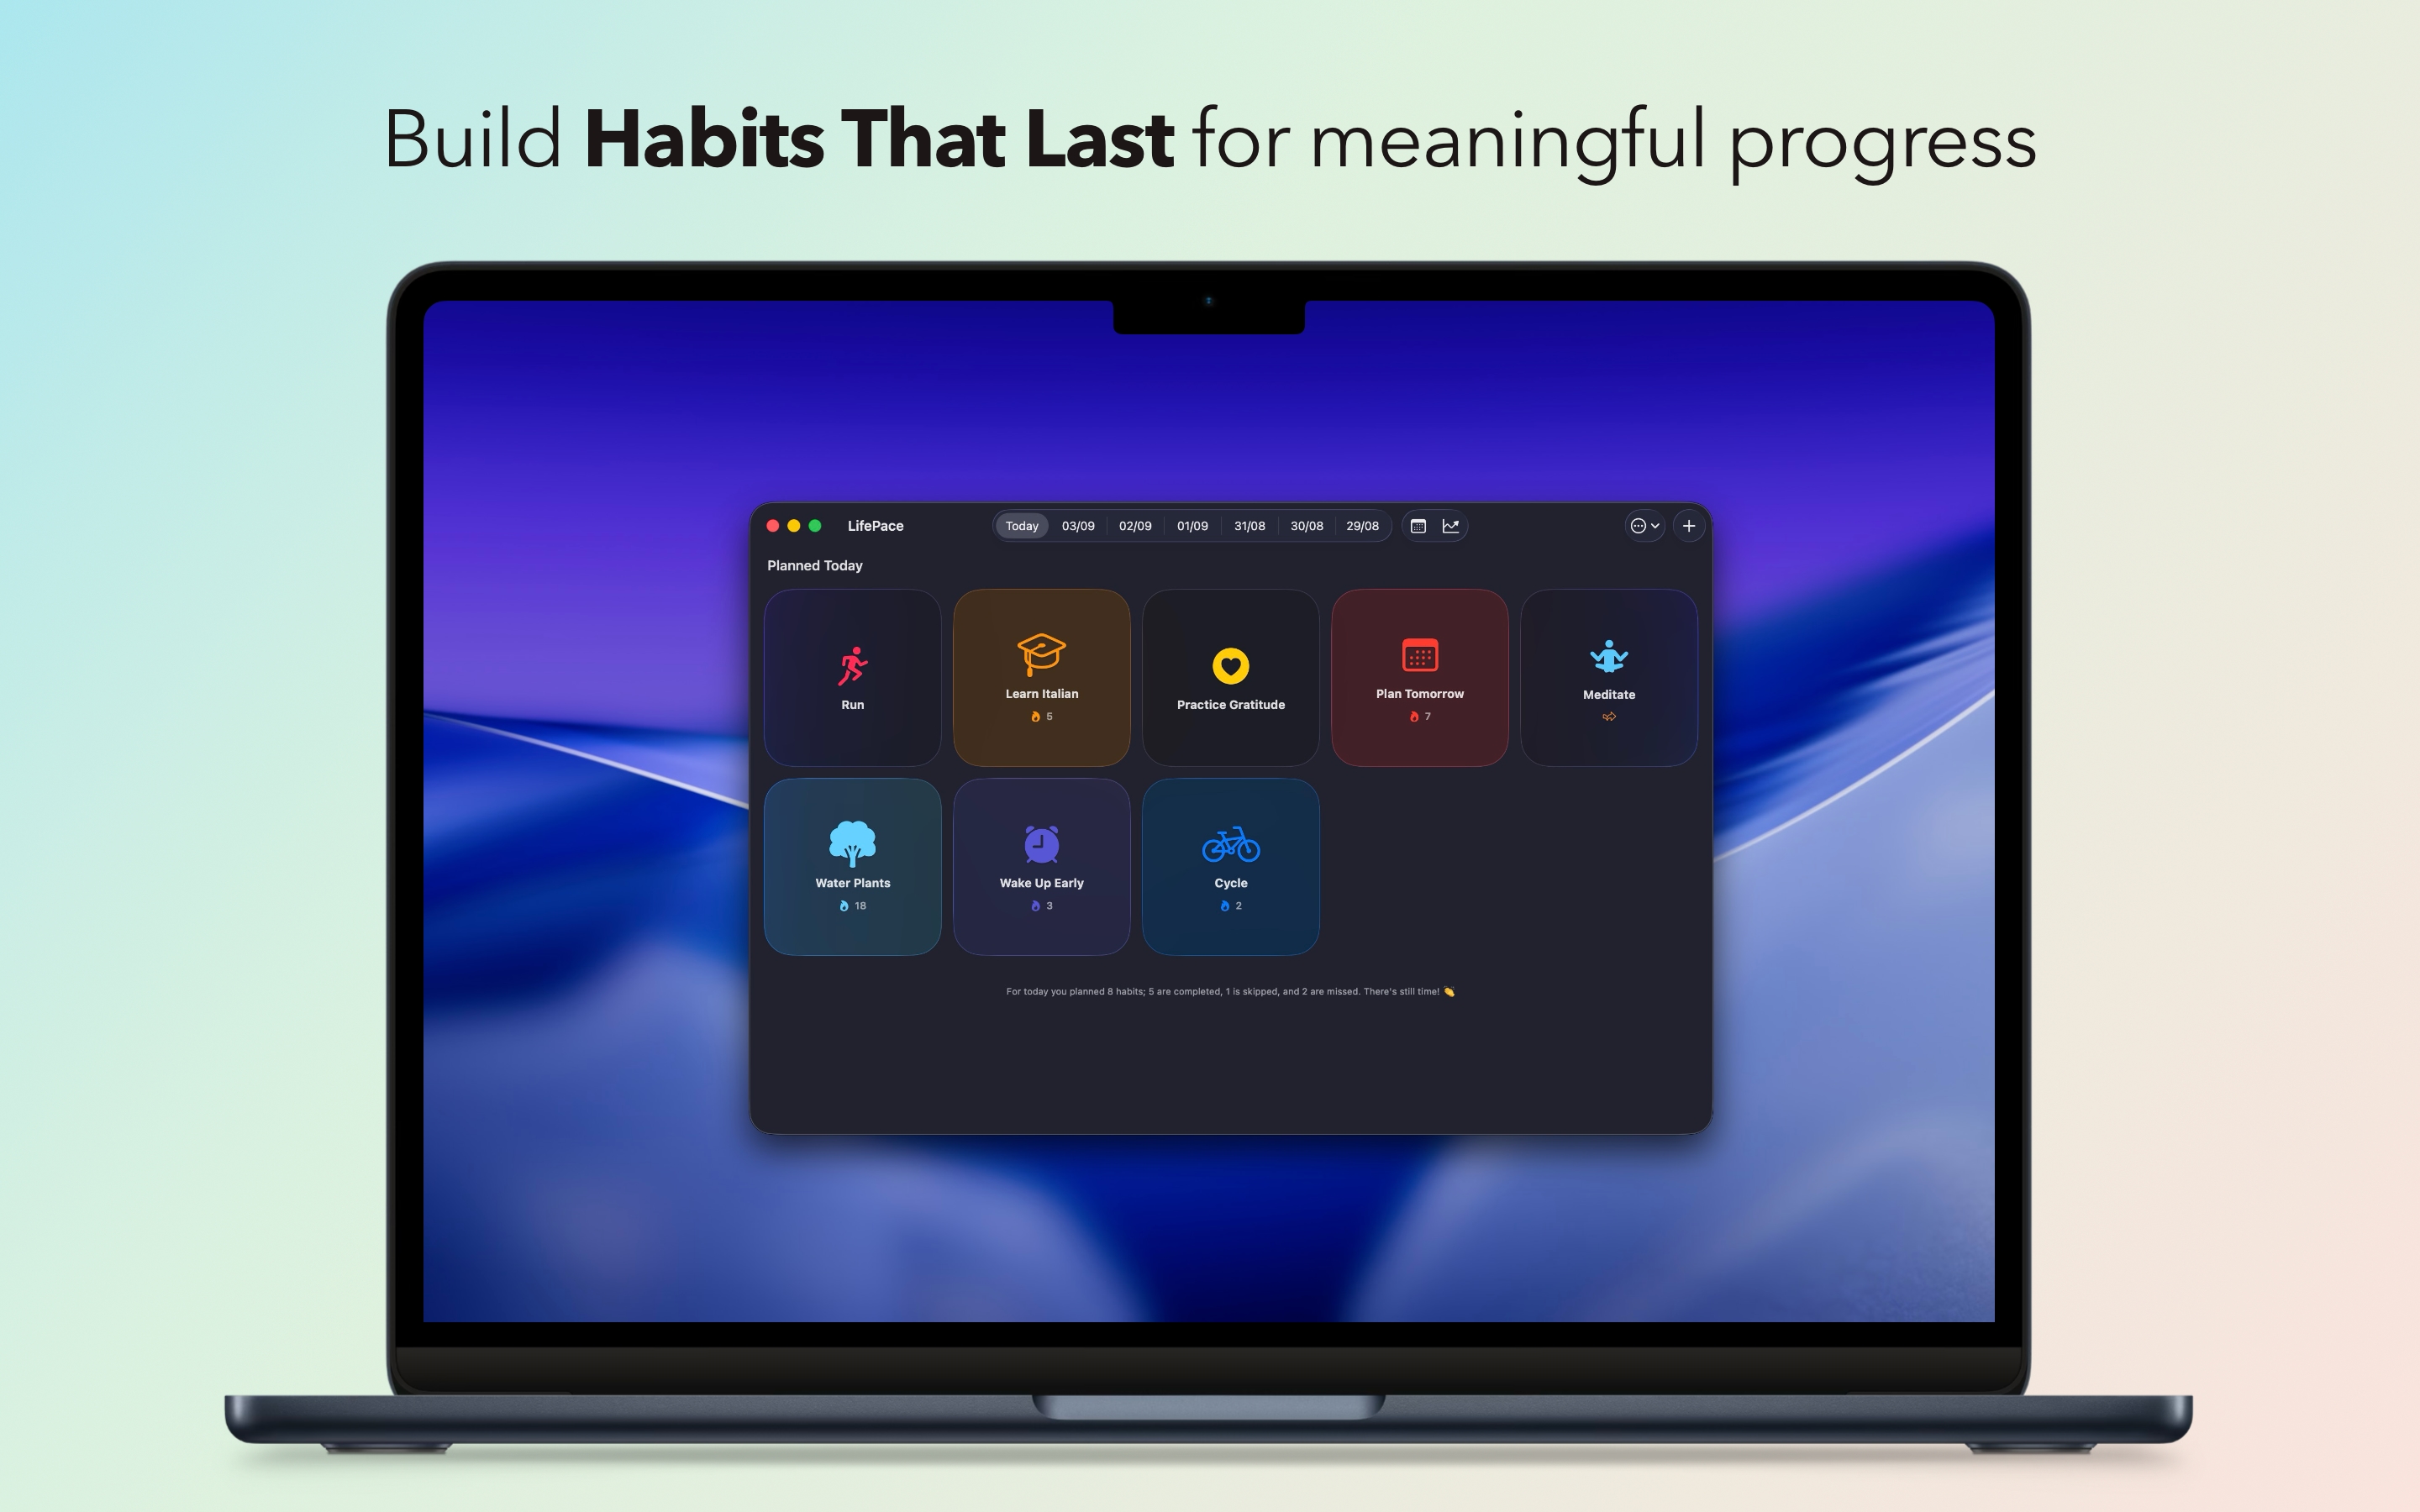 Build Habits That Last for meaningful progress
LifePace
Today 03/09 02/09 01/09 31/08 30/08 29/08
Planned Today
Run
Learn Italian
5
Practice Gratitude
Plan Tomorrow
7
Meditate
Water Plants
18
Wake Up Early
3
Cycle
2
For today you planned 8 habits; 5 are completed, 1 is skipped, and 2 are missed. There's still time! 👏